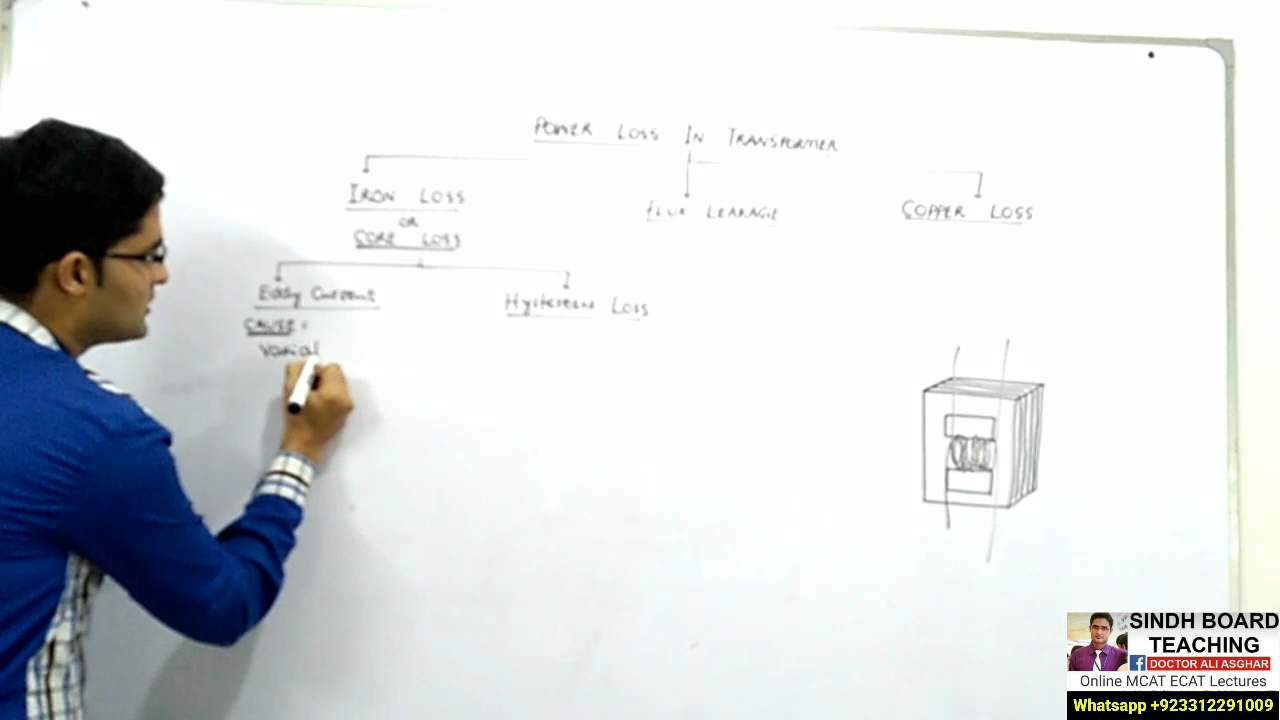 POWER LOSS IN TRANSFORMER
IRON LOSS
OR
CORE LOSS
FLUX LEAKAGE
COPPER LOSS
Eddy Current
Hysteresis Loss
CAUSE :
Variat
SINDH BOARD
TEACHING
f DOCTOR ALI ASGHAR
Online MCAT ECAT Lectures
Whatsapp +923312291009